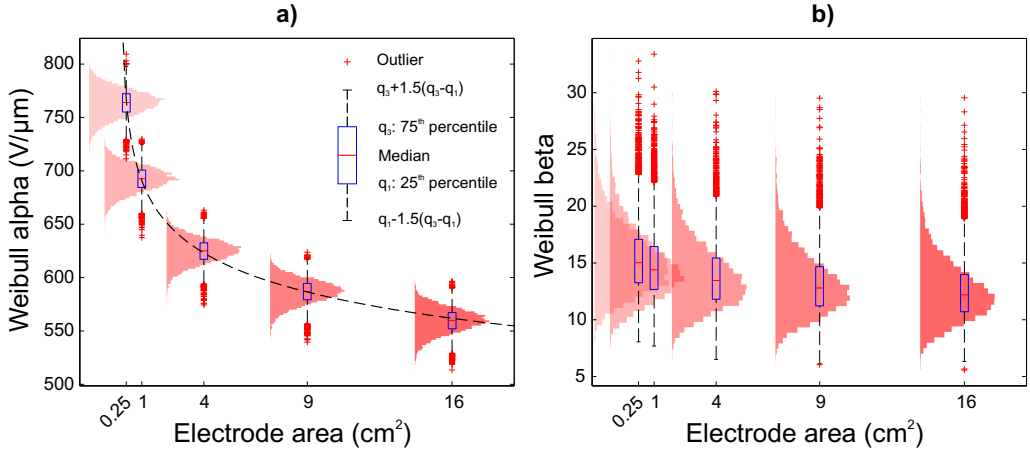 a)
Weibull alpha (V/μm)
800
750
700
650
600
550
500
0.25
1
4
9
16
Electrode area (cm²)
Outlier
q₃+1.5(q₃-q₁)
q₃: 75th percentile
Median
q₁: 25th percentile
q₁-1.5(q₃-q₁)
b)
Weibull beta
30
25
20
15
10
5
0.25
1
4
9
16
Electrode area (cm²)